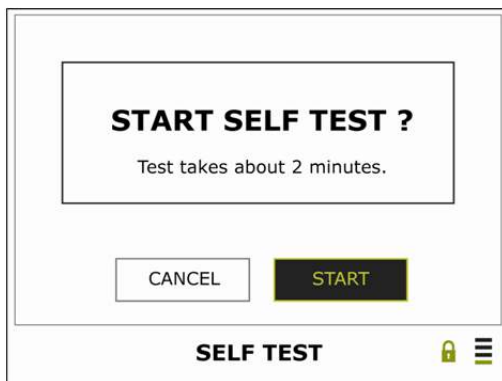 START SELF TEST ?
Test takes about 2 minutes.
CANCEL
START
SELF TEST